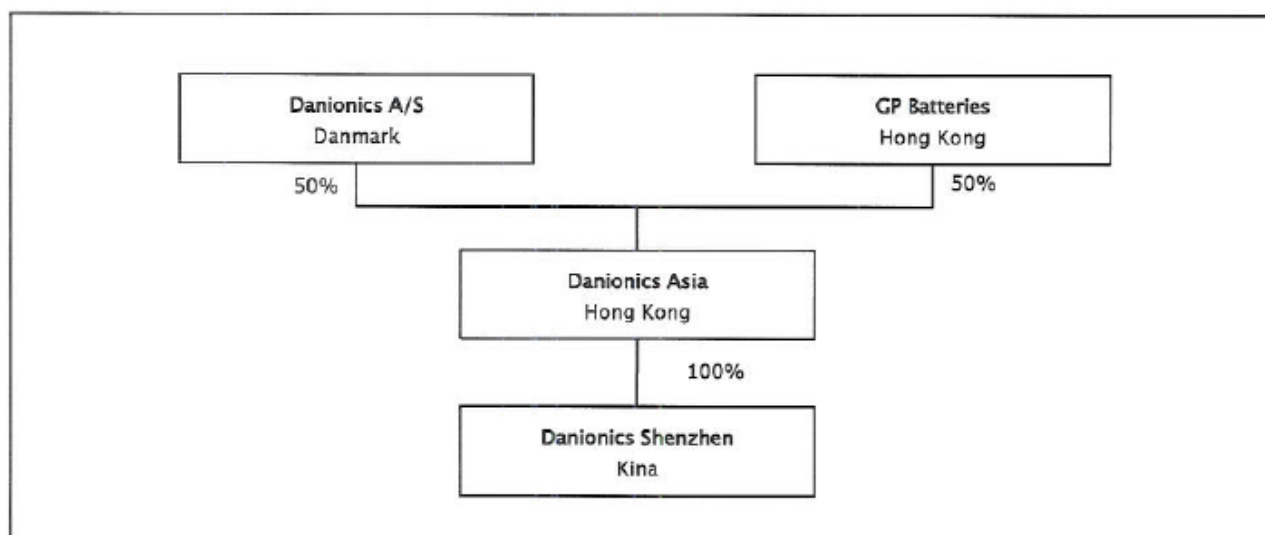 Danionics A/S
Danmark
GP Batteries
Hong Kong
50%
50%
Danionics Asia
Hong Kong
100%
Danionics Shenzhen
Kina